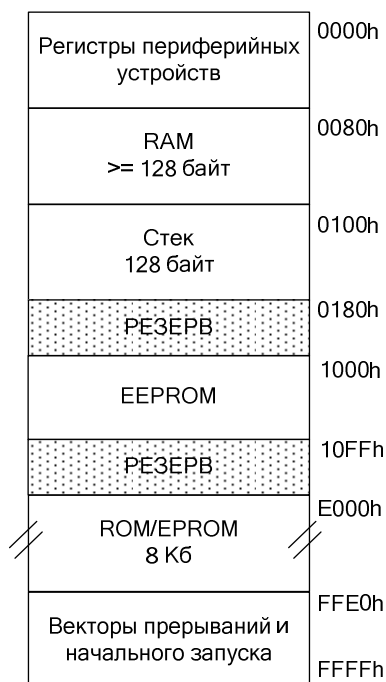 0000h
Регистры периферийных
устройств
0080h
RAM
>= 128 байт
0100h
Стек
128 байт
0180h
РЕЗЕРВ
1000h
EEPROM
10FFh
РЕЗЕРВ
E000h
ROM/EPROM
8 Кб
FFE0h
Векторы прерываний и
начального запуска
FFFFh